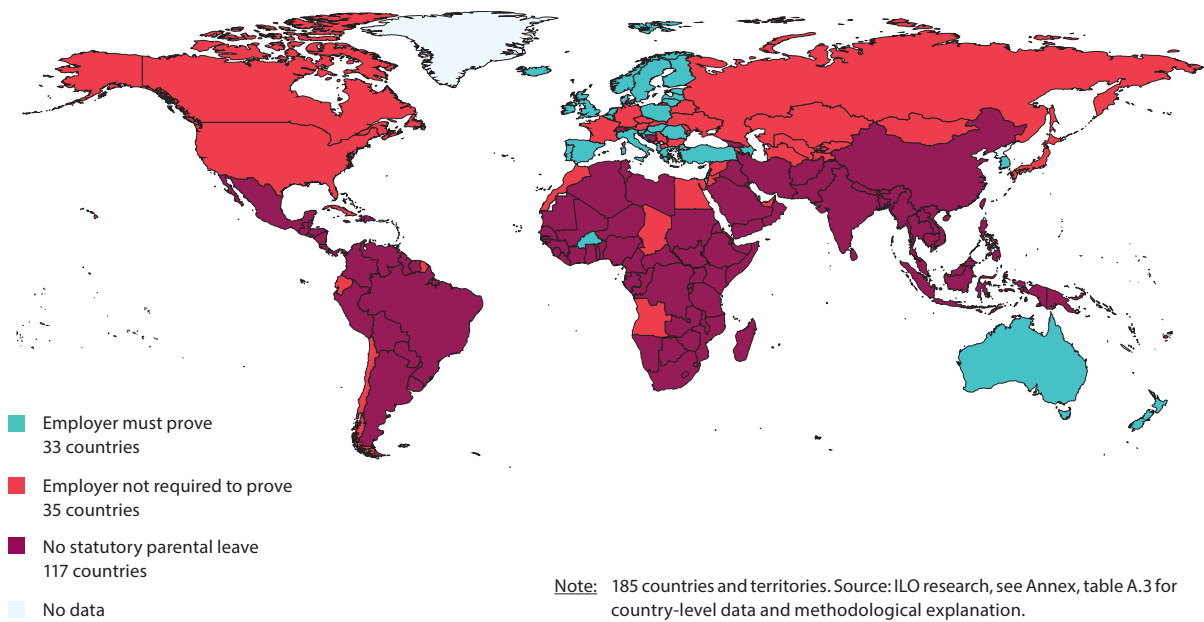 Employer must prove
33 countries
Employer not required to prove
35 countries
No statutory parental leave
117 countries
No data
Note: 185 countries and territories. Source: ILO research, see Annex, table A.3 for
country-level data and methodological explanation.